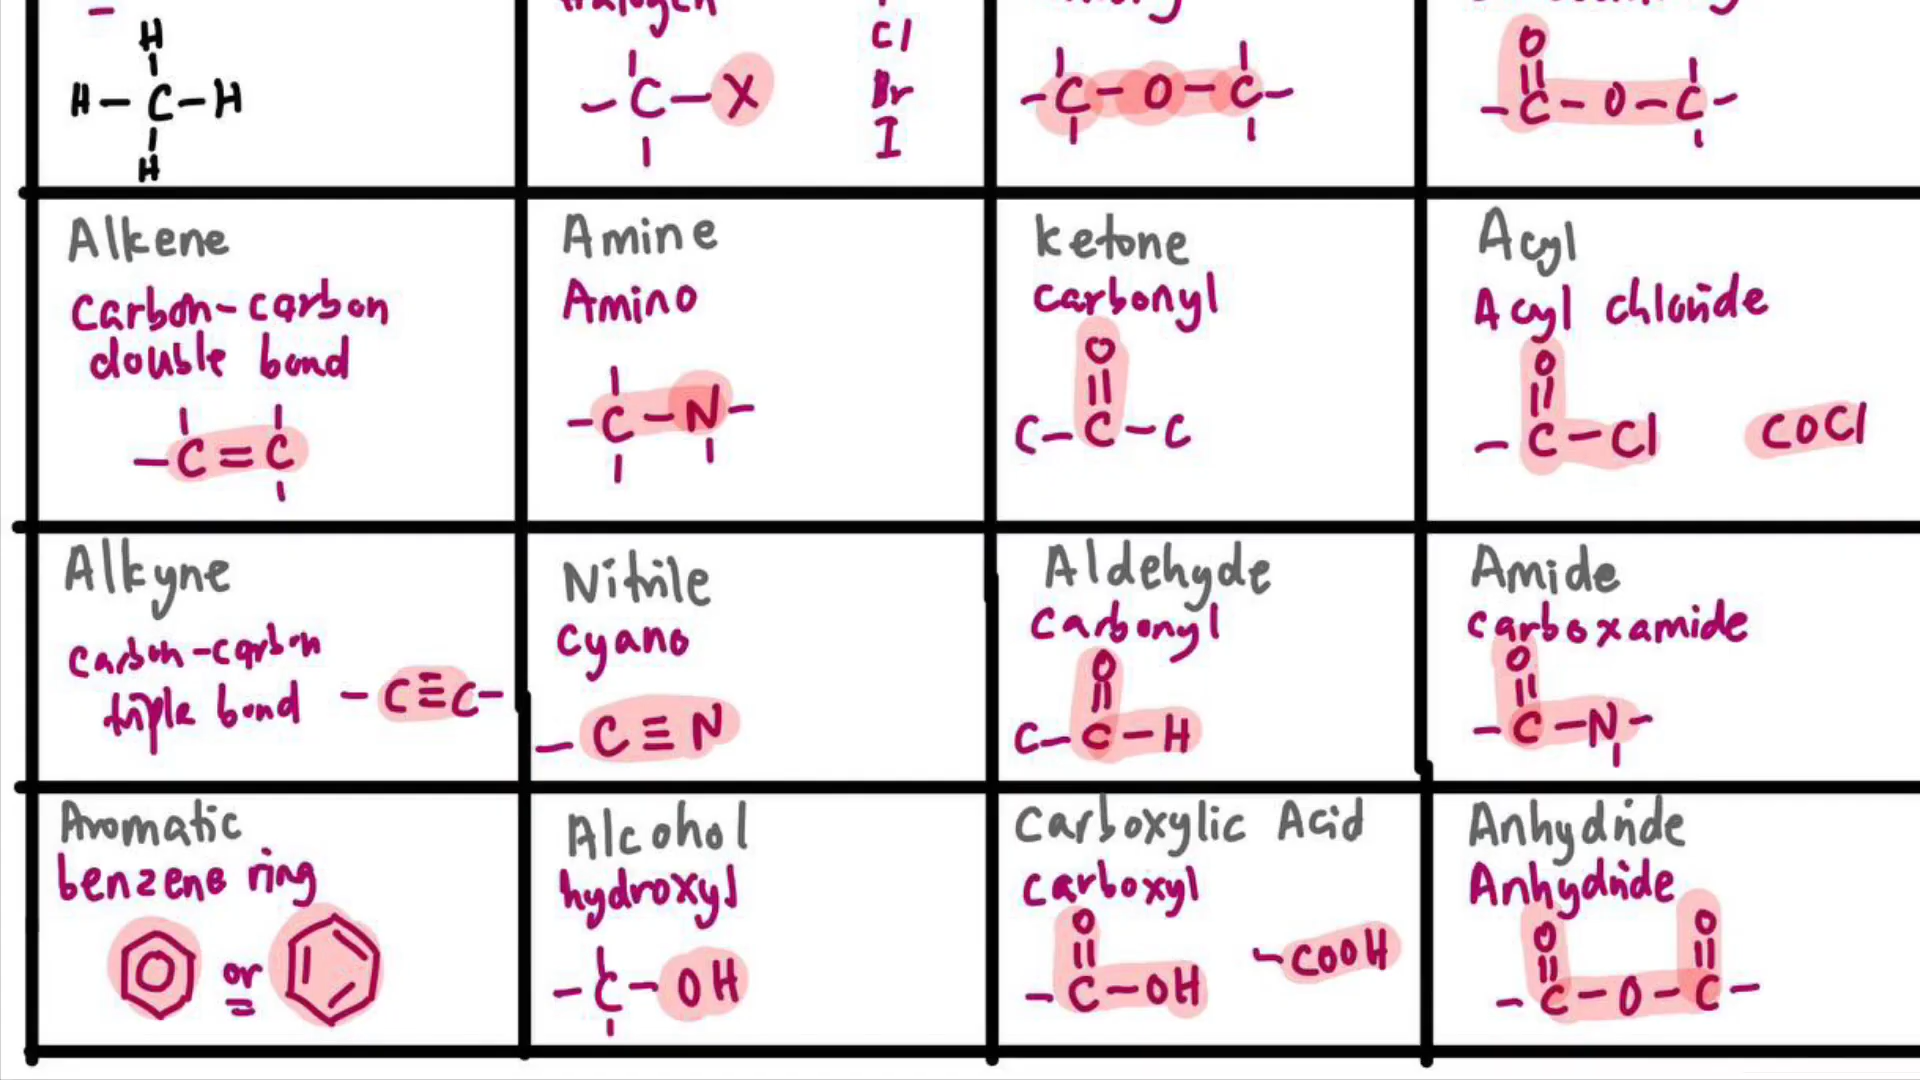 H
H-C-H
H
Halogen
Cl
Br
I
-C-X
-C-O-C-
O
-C-O-C-
Alkene
carbon-carbon
double bond
-C=C
Amine
Amino
-C-N-
ketone
carbonyl
O
C-C-C
Acyl
Acyl chloride
O
-C-Cl COCl
Alkyne
carbon-carbon
triple bond -C≡C-
Nitrile
cyano
-C≡N
Aldehyde
Carbonyl
O
C-C-H
Amide
carboxamide
O
-C-N-
Aromatic
benzene ring
or
Alcohol
hydroxyl
-C-OH
Carboxylic Acid
carboxyl
O
-C-OH -COOH
Anhydride
Anhydride
O O
-C-O-C-